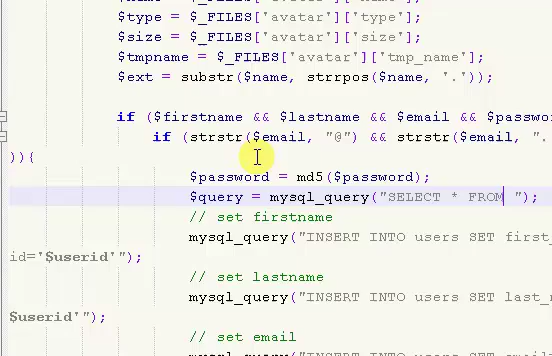 $type = $_FILES['avatar']['type'];
$size = $_FILES['avatar']['size'];
$tmpname = $_FILES['avatar']['tmp_name'];
$ext = substr($name, strrpos($name, '.'));
if ($firstname && $lastname && $email && $passwo
if (strstr($email, "@") && strstr($email, ".
)){
$password = md5($password);
$query = mysql_query("SELECT * FROM ");
// set firstname
mysql_query("INSERT INTO users SET first_
id='$userid'");
// set lastname
mysql_query("INSERT INTO users SET last_n
$userid'");
// set email